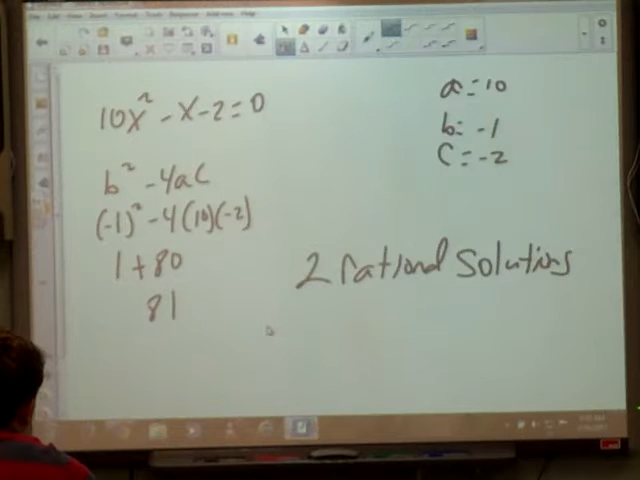 10x² - x - 2 = 0
b² - 4ac
(-1)² - 4(10)(-2)
1 + 80
81
a = 10
b = -1
c = -2
2 rational solutions